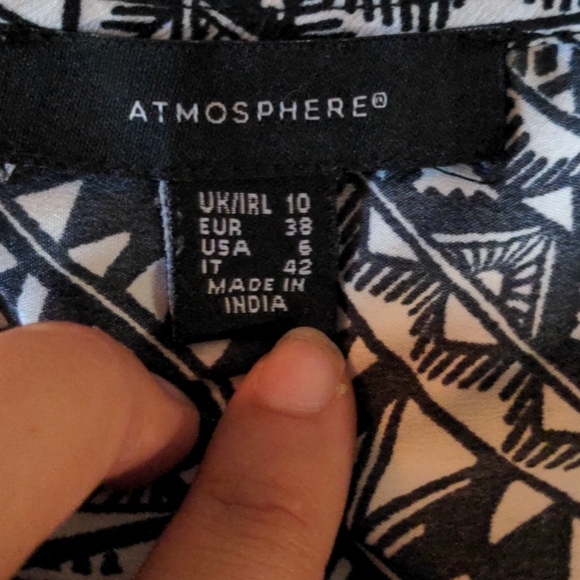 ATMOSPHERE®
UK/IRL 10
EUR 38
USA 6
IT 42
MADE IN
INDIA